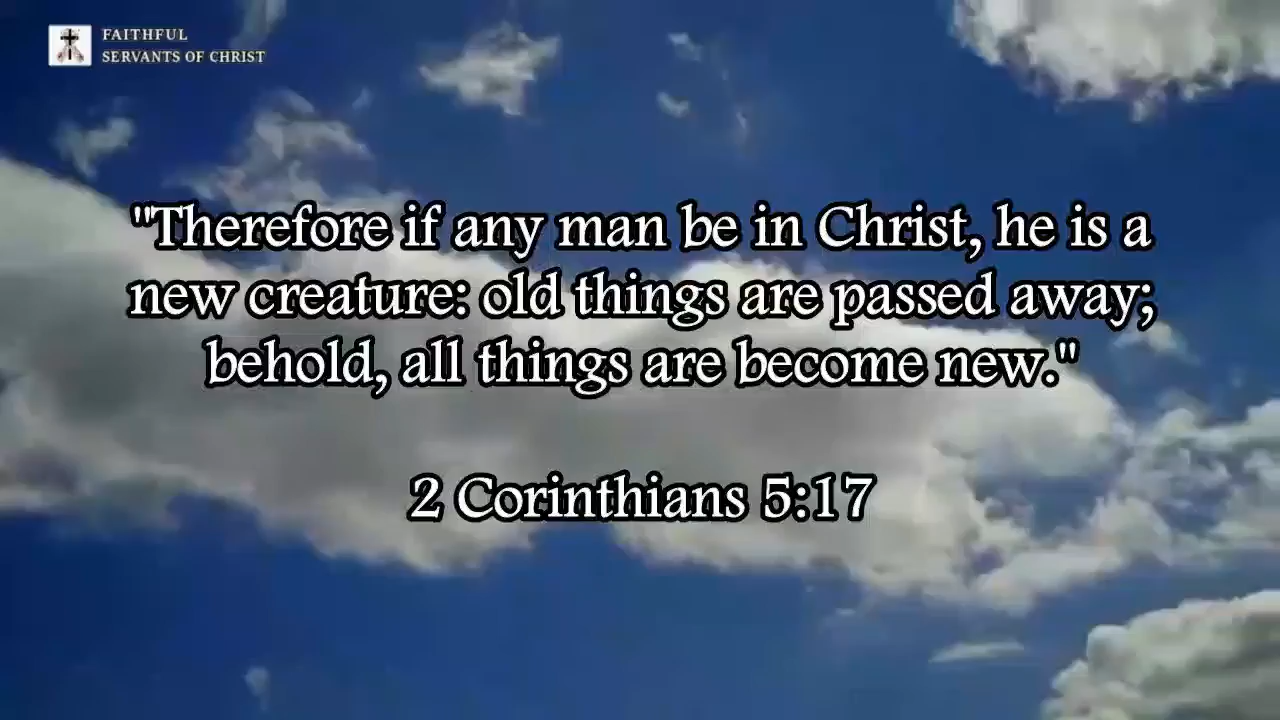 FAITHFUL
SERVANTS OF CHRIST
"Therefore if any man be in Christ, he is a
new creature: old things are passed away;
behold, all things are become new."
2 Corinthians 5:17